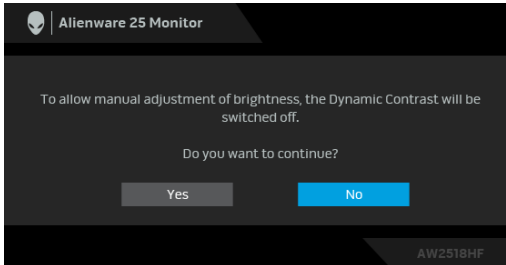 Alienware 25 Monitor
To allow manual adjustment of brightness, the Dynamic Contrast will be
switched off.
Do you want to continue?
Yes
No
AW2518HF